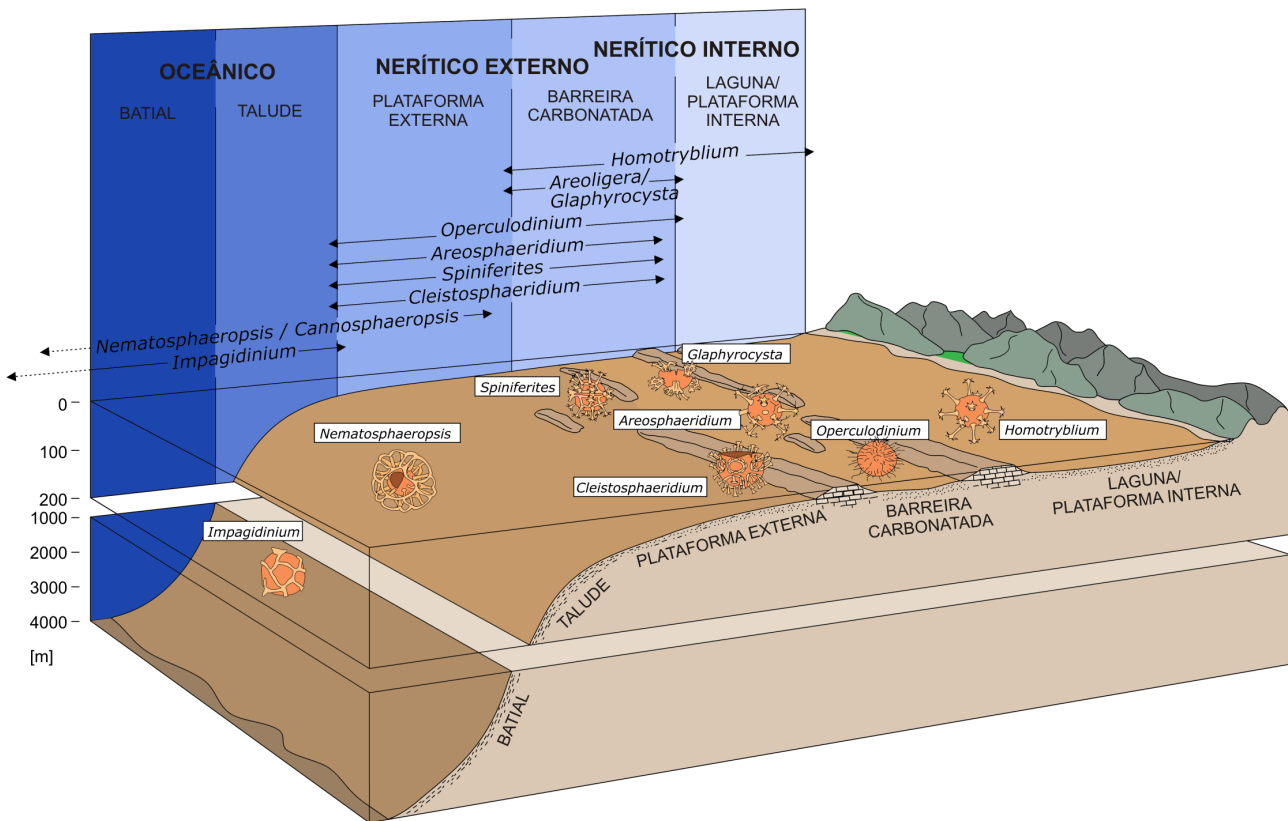 OCEÂNICO
NERÍTICO EXTERNO
NERÍTICO INTERNO
BATIAL
TALUDE
PLATAFORMA
EXTERNA
BARREIRA
CARBONATADA
LAGUNA/
PLATAFORMA
INTERNA
Homotryblium
Areoligera/
Glaphyrocysta
Operculodinium
Areosphaeridium
Spiniferites
Cleistosphaeridium
Nematosphaeropsis / Cannosphaeropsis
Impagidinium
Glaphyrocysta
Spiniferites
Areosphaeridium
Operculodinium
Homotryblium
Nematosphaeropsis
Cleistosphaeridium
Impagidinium
0
100
200
1000
2000
3000
4000
[m]
LAGUNA/
PLATAFORMA INTERNA
BARREIRA
CARBONATADA
PLATAFORMA EXTERNA
TALUDE
BATIAL